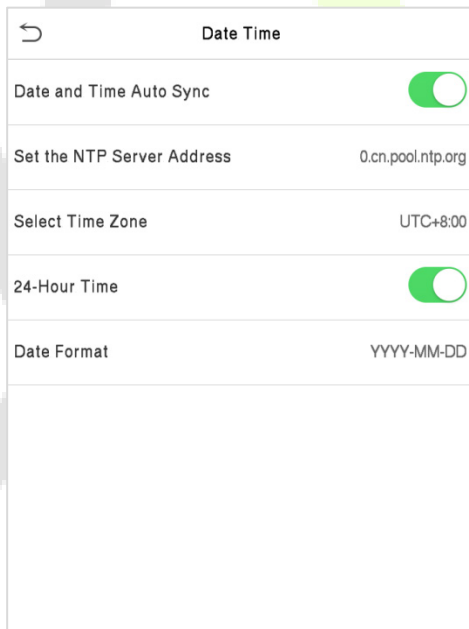 Date Time
Date and Time Auto Sync
Set the NTP Server Address 0.cn.pool.ntp.org
Select Time Zone UTC+8:00
24-Hour Time
Date Format YYYY-MM-DD